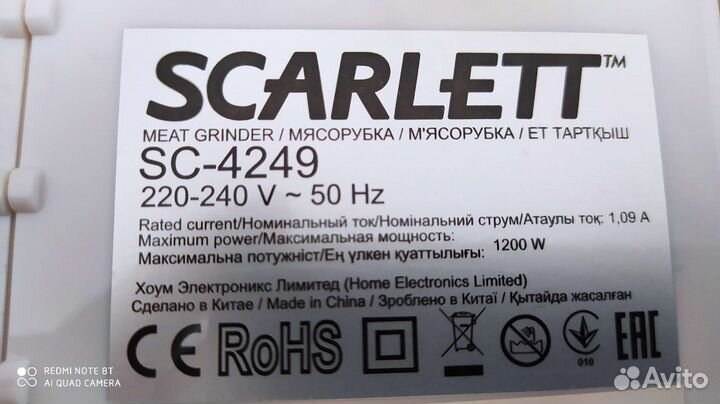 SCARLETT™
MEAT GRINDER / МЯСОРУБКА / М'ЯСОРУБКА / ЕТ ТАРТҚЫШ
SC-4249
220-240 V ~ 50 Hz
Rated current/Номинальный ток/Номінальний струм/Атаулы тоқ: 1,09 A
Maximum power/Максимальная мощность:
Максимальна потужніст/Ең үлкен қуаттылығы: 1200 W
Хоум Электроникс Лимитед (Home Electronics Limited)
Сделано в Китае / Made in China / Зроблено в Китаї / Қытайда жасалған
CE RoHS 010 EAC
REDMI NOTE 8T
AI QUAD CAMERA
Avito